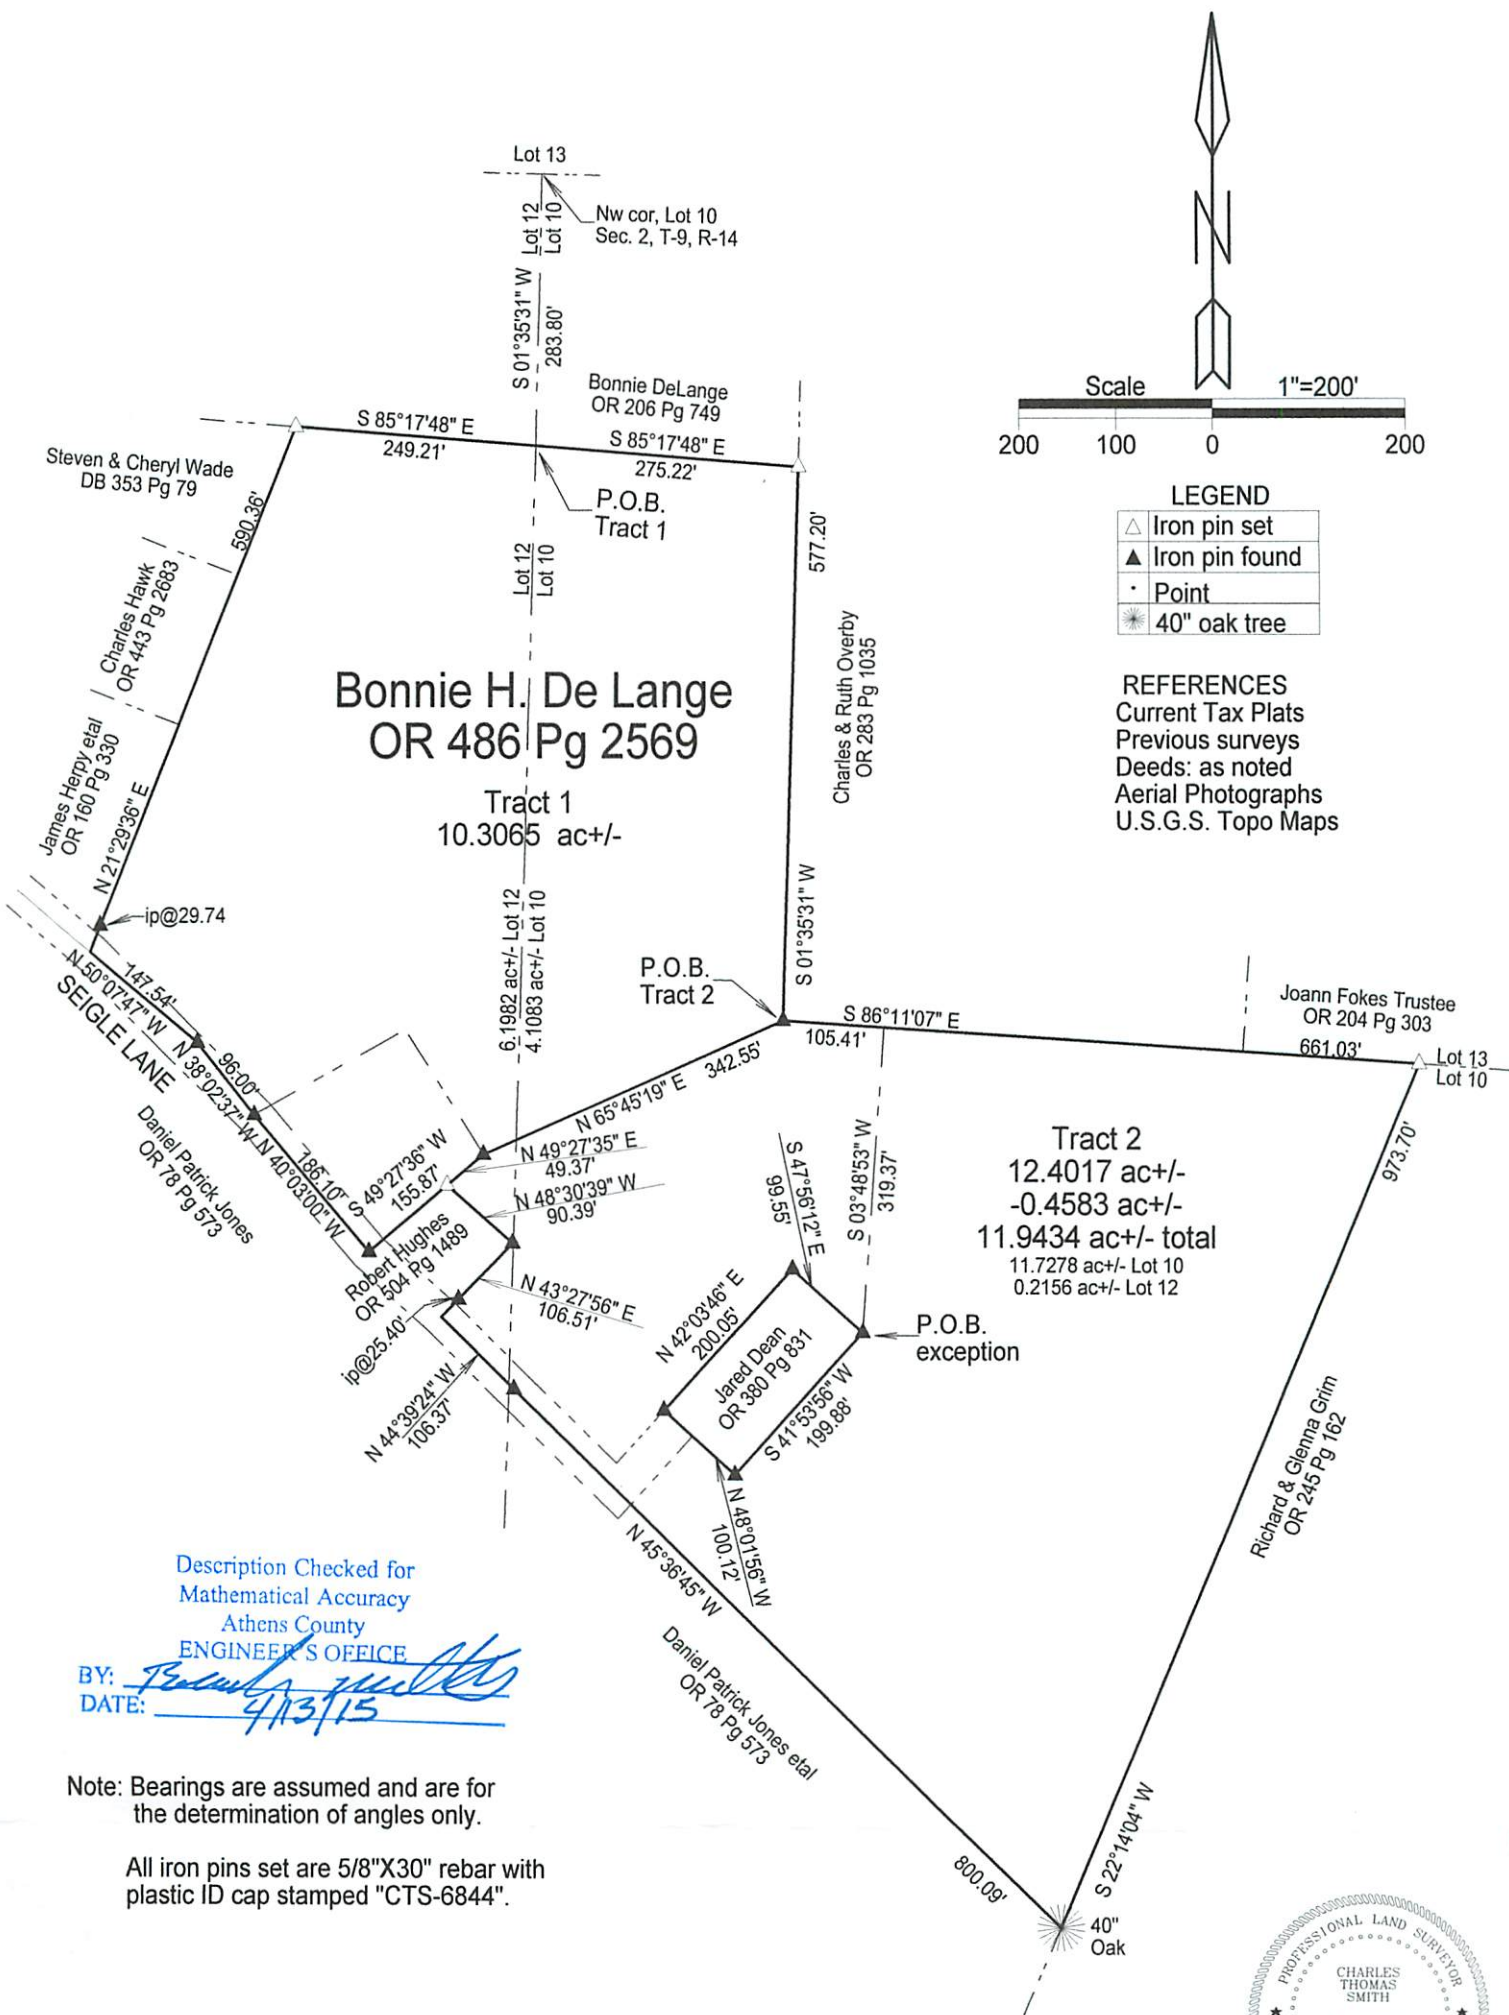 Lot 13
Nw cor, Lot 10
Sec. 2, T-9, R-14
Lot 12
Lot 10
S 01°35'31" W
283.80'
N
Scale 1"=200'
200 100 0 200
Bonnie DeLange
OR 206 Pg 749
S 85°17'48" E
249.21'
S 85°17'48" E
275.22'
P.O.B.
Tract 1
Steven & Cheryl Wade
DB 353 Pg 79
590.36'
Charles Hawk
OR 443 Pg 2683
James Herpy etal
OR 160 Pg 330
N 21°29'36" E
Lot 12
Lot 10
577.20'
Charles & Ruth Overby
OR 283 Pg 1035
S 01°35'31" W
LEGEND
Iron pin set
Iron pin found
Point
40" oak tree
REFERENCES
Current Tax Plats
Previous surveys
Deeds: as noted
Aerial Photographs
U.S.G.S. Topo Maps
Bonnie H. De Lange
OR 486 Pg 2569
Tract 1
10.3065 ac+/-
6.1982 ac+/- Lot 12
4.1083 ac+/- Lot 10
ip@29.74
147.54'
N 50°07'47" W
SEIGLE LANE
96.00'
N 38°02'37" W
186.10'
N 40°03'00" W
Daniel Patrick Jones
OR 78 Pg 573
P.O.B.
Tract 2
S 86°11'07" E
105.41'
Joann Fokes Trustee
OR 204 Pg 303
661.03'
Lot 13
Lot 10
N 65°45'19" E 342.55'
S 49°27'36" W
155.87'
N 49°27'35" E
49.37'
N 48°30'39" W
90.39'
Robert Hughes
OR 504 Pg 1489
N 43°27'56" E
106.51'
ip@25.40'
N 44°39'24" W
106.37'
S 47°56'12" E
99.55'
S 03°48'53" W
319.37'
Tract 2
12.4017 ac+/-
-0.4583 ac+/-
11.9434 ac+/- total
11.7278 ac+/- Lot 10
0.2156 ac+/- Lot 12
973.70'
N 42°03'46" E
200.05'
Jared Dean
OR 380 Pg 831
S 41°53'56" W
199.88'
P.O.B.
exception
N 48°01'56" W
100.12'
N 45°36'45" W
Daniel Patrick Jones etal
OR 78 Pg 573
Richard & Glenna Grim
OR 245 Pg 162
S 22°14'04" W
800.09'
40"
Oak
Description Checked for
Mathematical Accuracy
Athens County
ENGINEER'S OFFICE
BY:
DATE: 4/13/15
Note: Bearings are assumed and are for
the determination of angles only.
All iron pins set are 5/8"X30" rebar with
plastic ID cap stamped "CTS-6844".
PROFESSIONAL LAND SURVEYOR
CHARLES
THOMAS
SMITH